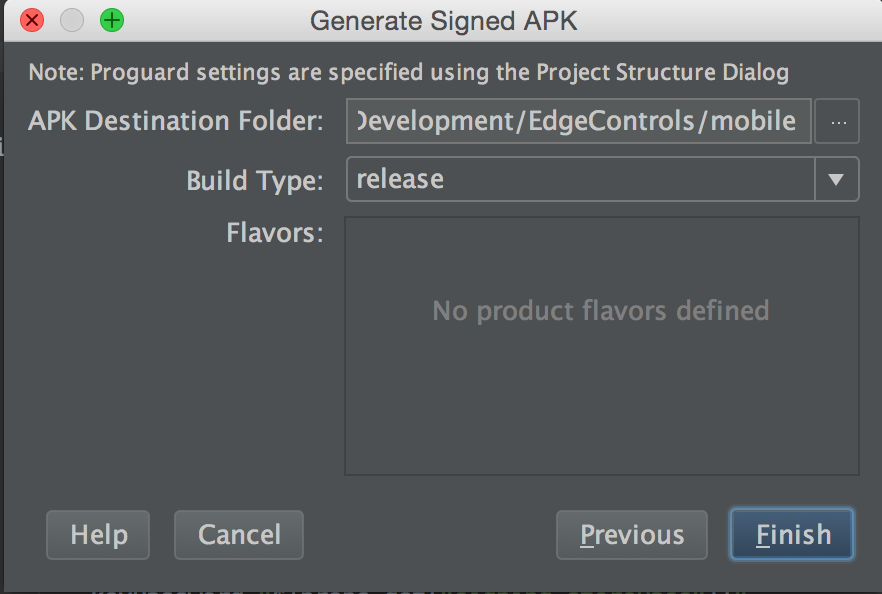 Generate Signed APK
Note: Proguard settings are specified using the Project Structure Dialog
APK Destination Folder: Development/EdgeControls/mobile ...
Build Type: release
Flavors:
No product flavors defined
Help Cancel Previous Finish